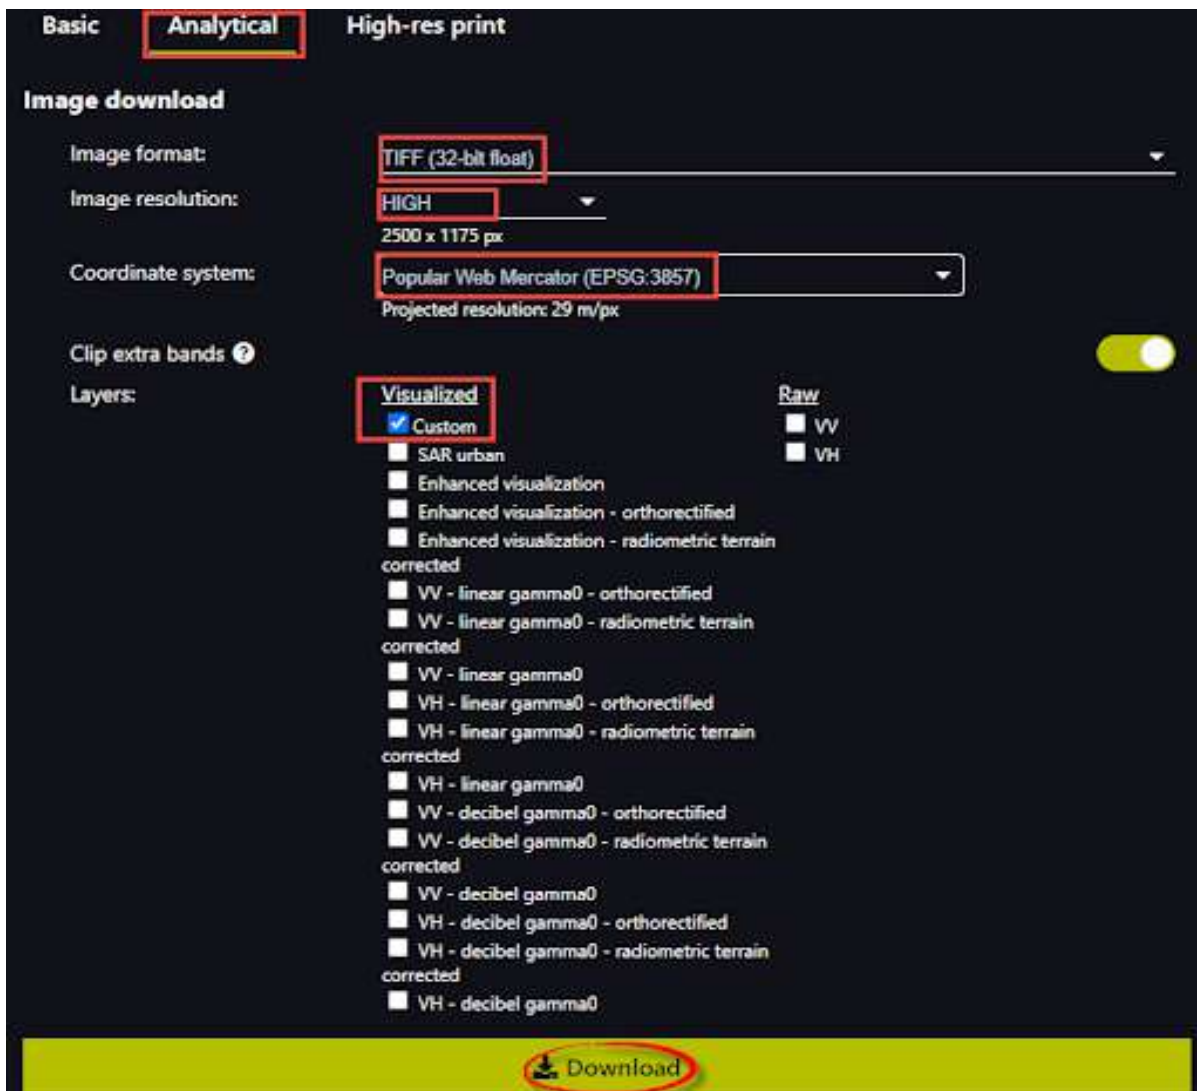 Basic Analytical High-res print
Image download
Image format: TIFF (32-bit float)
Image resolution: HIGH
2500 x 1175 px
Coordinate system: Popular Web Mercator (EPSG:3857)
Projected resolution: 29 m/px
Clip extra bands ?
Layers: Visualized Raw
Custom VV
SAR urban VH
Enhanced visualization
Enhanced visualization - orthorectified
Enhanced visualization - radiometric terrain
corrected
VV - linear gamma0 - orthorectified
VV - linear gamma0 - radiometric terrain
corrected
VV - linear gamma0
VH - linear gamma0 - orthorectified
VH - linear gamma0 - radiometric terrain
corrected
VH - linear gamma0
VV - decibel gamma0 - orthorectified
VV - decibel gamma0 - radiometric terrain
corrected
VV - decibel gamma0
VH - decibel gamma0 - orthorectified
VH - decibel gamma0 - radiometric terrain
corrected
VH - decibel gamma0
Download